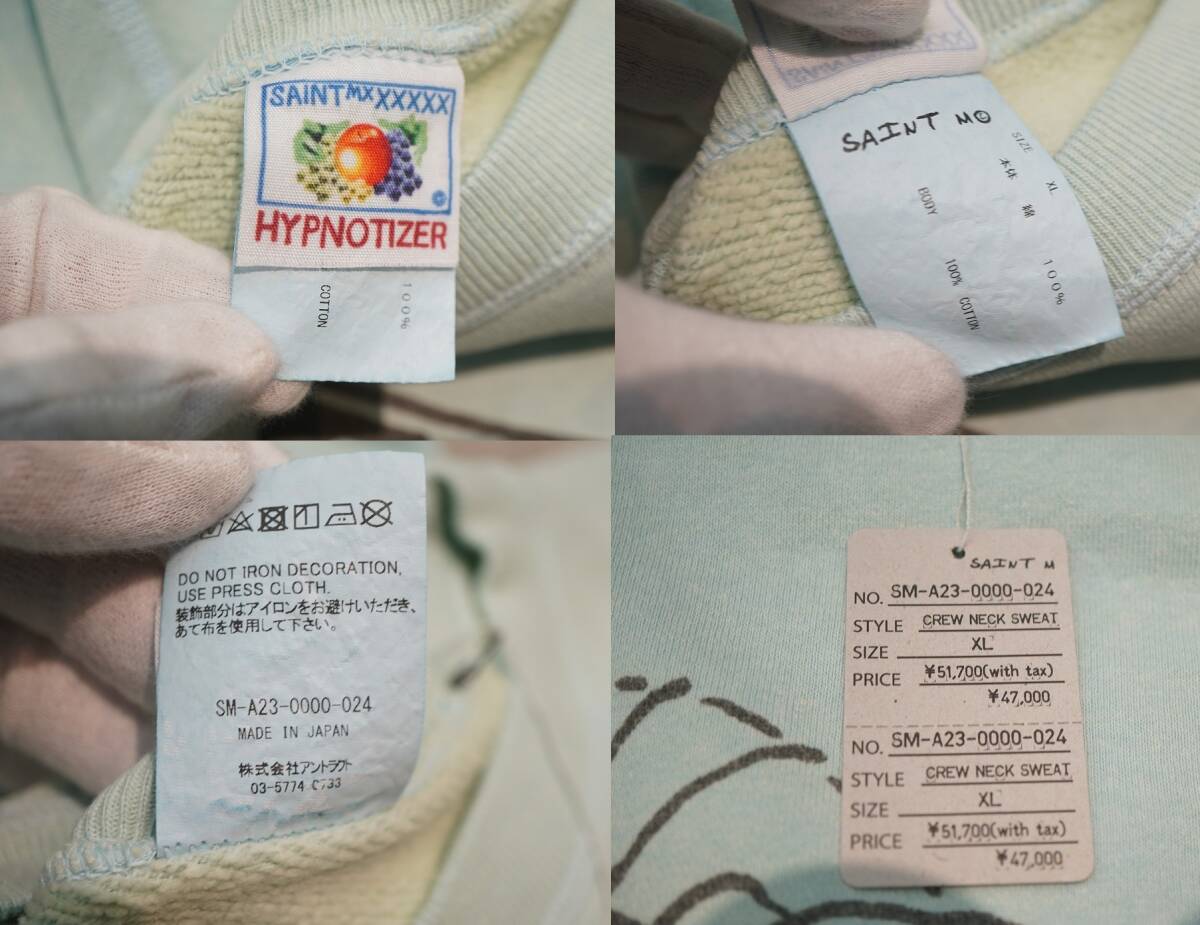 SAINT MXXXXXX
HYPNOTIZER
COTTON
100%
SAINT M☺
SIZE XL
本体 綿 100%
BODY 100% COTTON
DO NOT IRON DECORATION,
USE PRESS CLOTH.
装飾部分はアイロンをお避けいただき、
あて布を使用して下さい。
SM-A23-0000-024
MADE IN JAPAN
株式会社アントラクト
03-5774
SAINT M
NO. SM-A23-0000-024
STYLE CREW NECK SWEAT
SIZE XL
PRICE ¥51,700(with tax)
¥47,000
NO. SM-A23-0000-024
STYLE CREW NECK SWEAT
SIZE XL
PRICE ¥51,700(with tax)
¥47,000